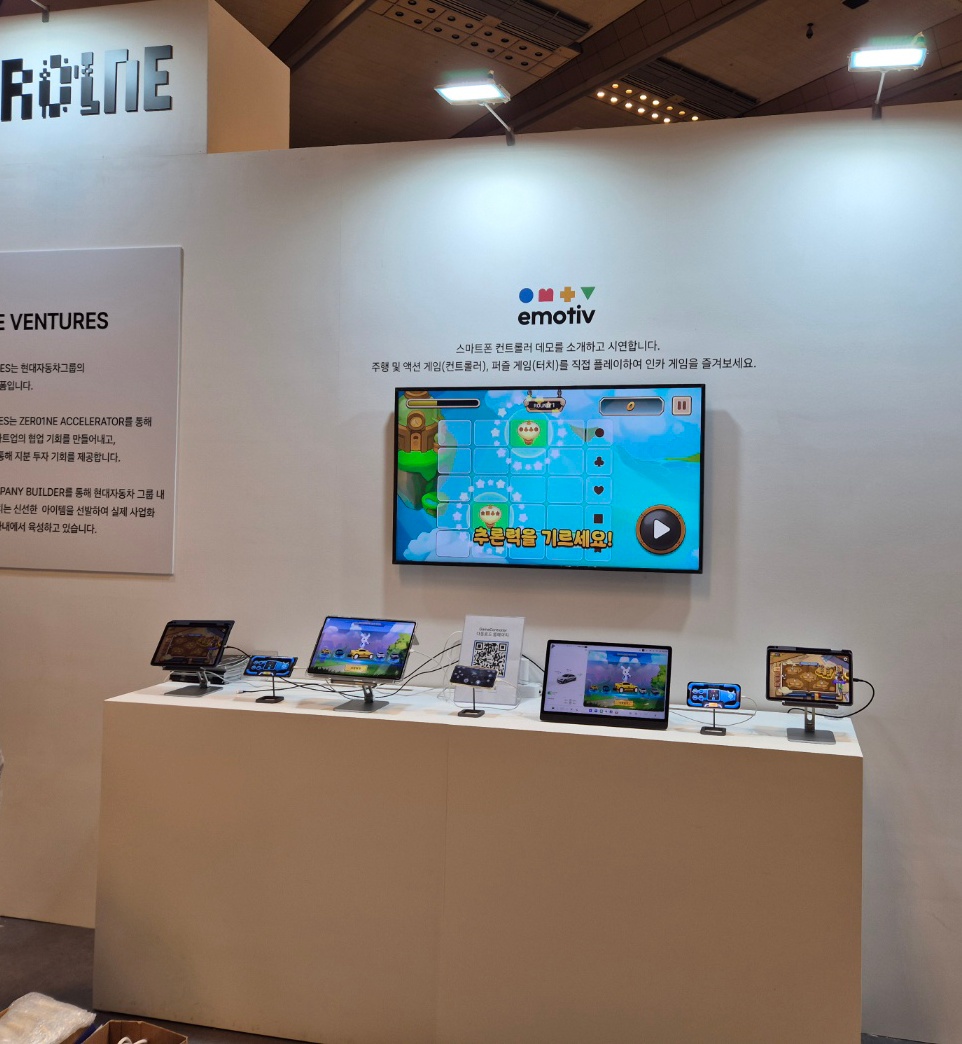 RO1NE
E VENTURES
ES는 현대자동차그룹의
폼입니다.
ES는 ZERO1NE ACCELERATOR를 통해
타트업의 협업 기회를 만들어내고,
통해 지분 투자 기회를 제공합니다.
MPANY BUILDER를 통해 현대자동차 그룹 내
있는 신선한 아이템을 선발하여 실제 사업화
사내에서 육성하고 있습니다.
emotiv
스마트폰 컨트롤러 데모를 소개하고 시연합니다.
주행 및 액션 게임(컨트롤러), 퍼즐 게임(터치)를 직접 플레이하여 인카 게임을 즐겨보세요.
ROUND 1
추론력을 기르세요!